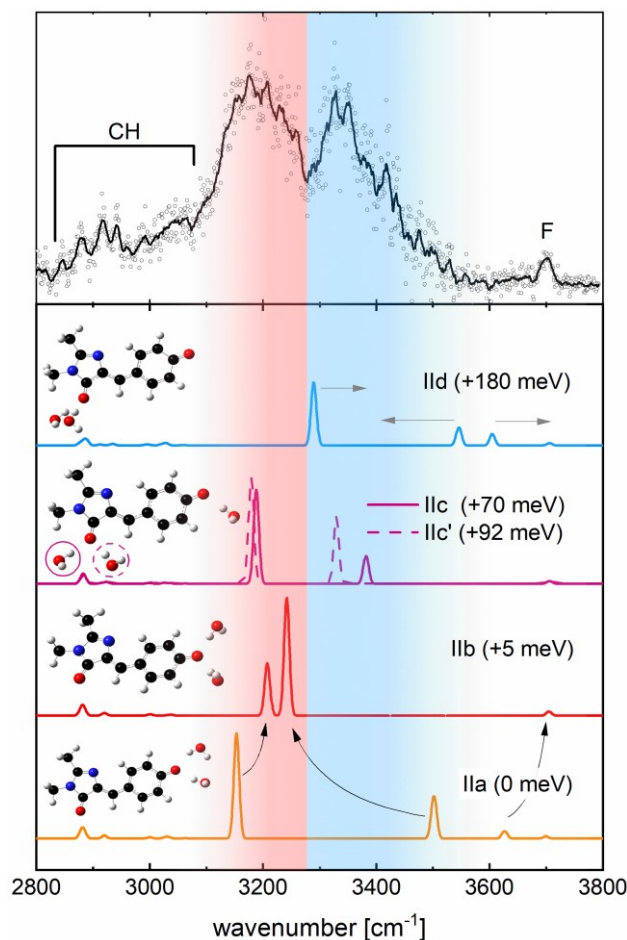 CH
F
IId (+180 meV)
IIc (+70 meV)
IIc' (+92 meV)
IIb (+5 meV)
IIa (0 meV)
2800 3000 3200 3400 3600 3800
wavenumber [cm⁻¹]